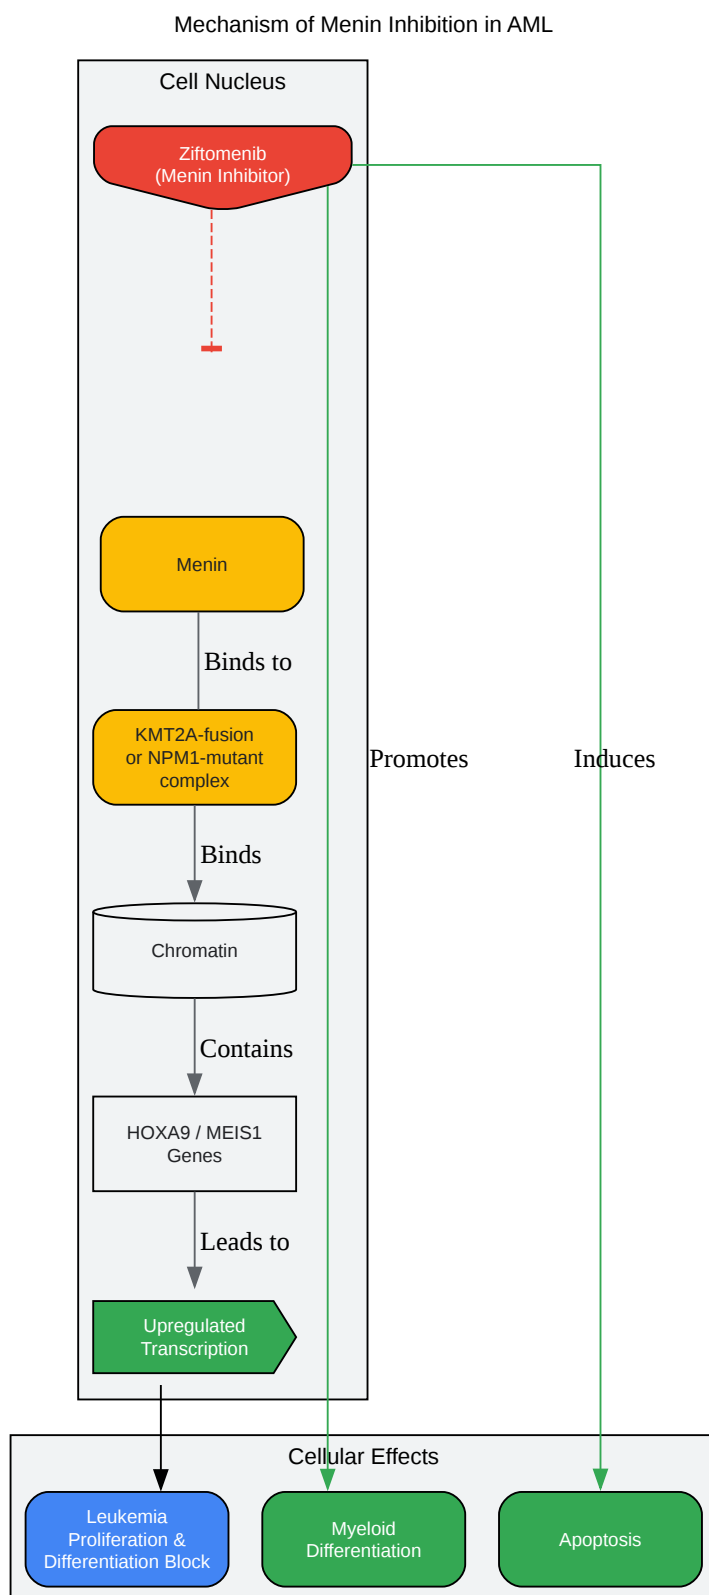 Mechanism of Menin Inhibition in AML
Cell Nucleus
Ziftomenib
(Menin Inhibitor)
Menin
Binds to
KMT2A-fusion
or NPM1-mutant
complex
Promotes
Induces
Binds
Chromatin
Contains
HOXA9 / MEIS1
Genes
Leads to
Upregulated
Transcription
Cellular Effects
Leukemia
Proliferation &
Differentiation Block
Myeloid
Differentiation
Apoptosis